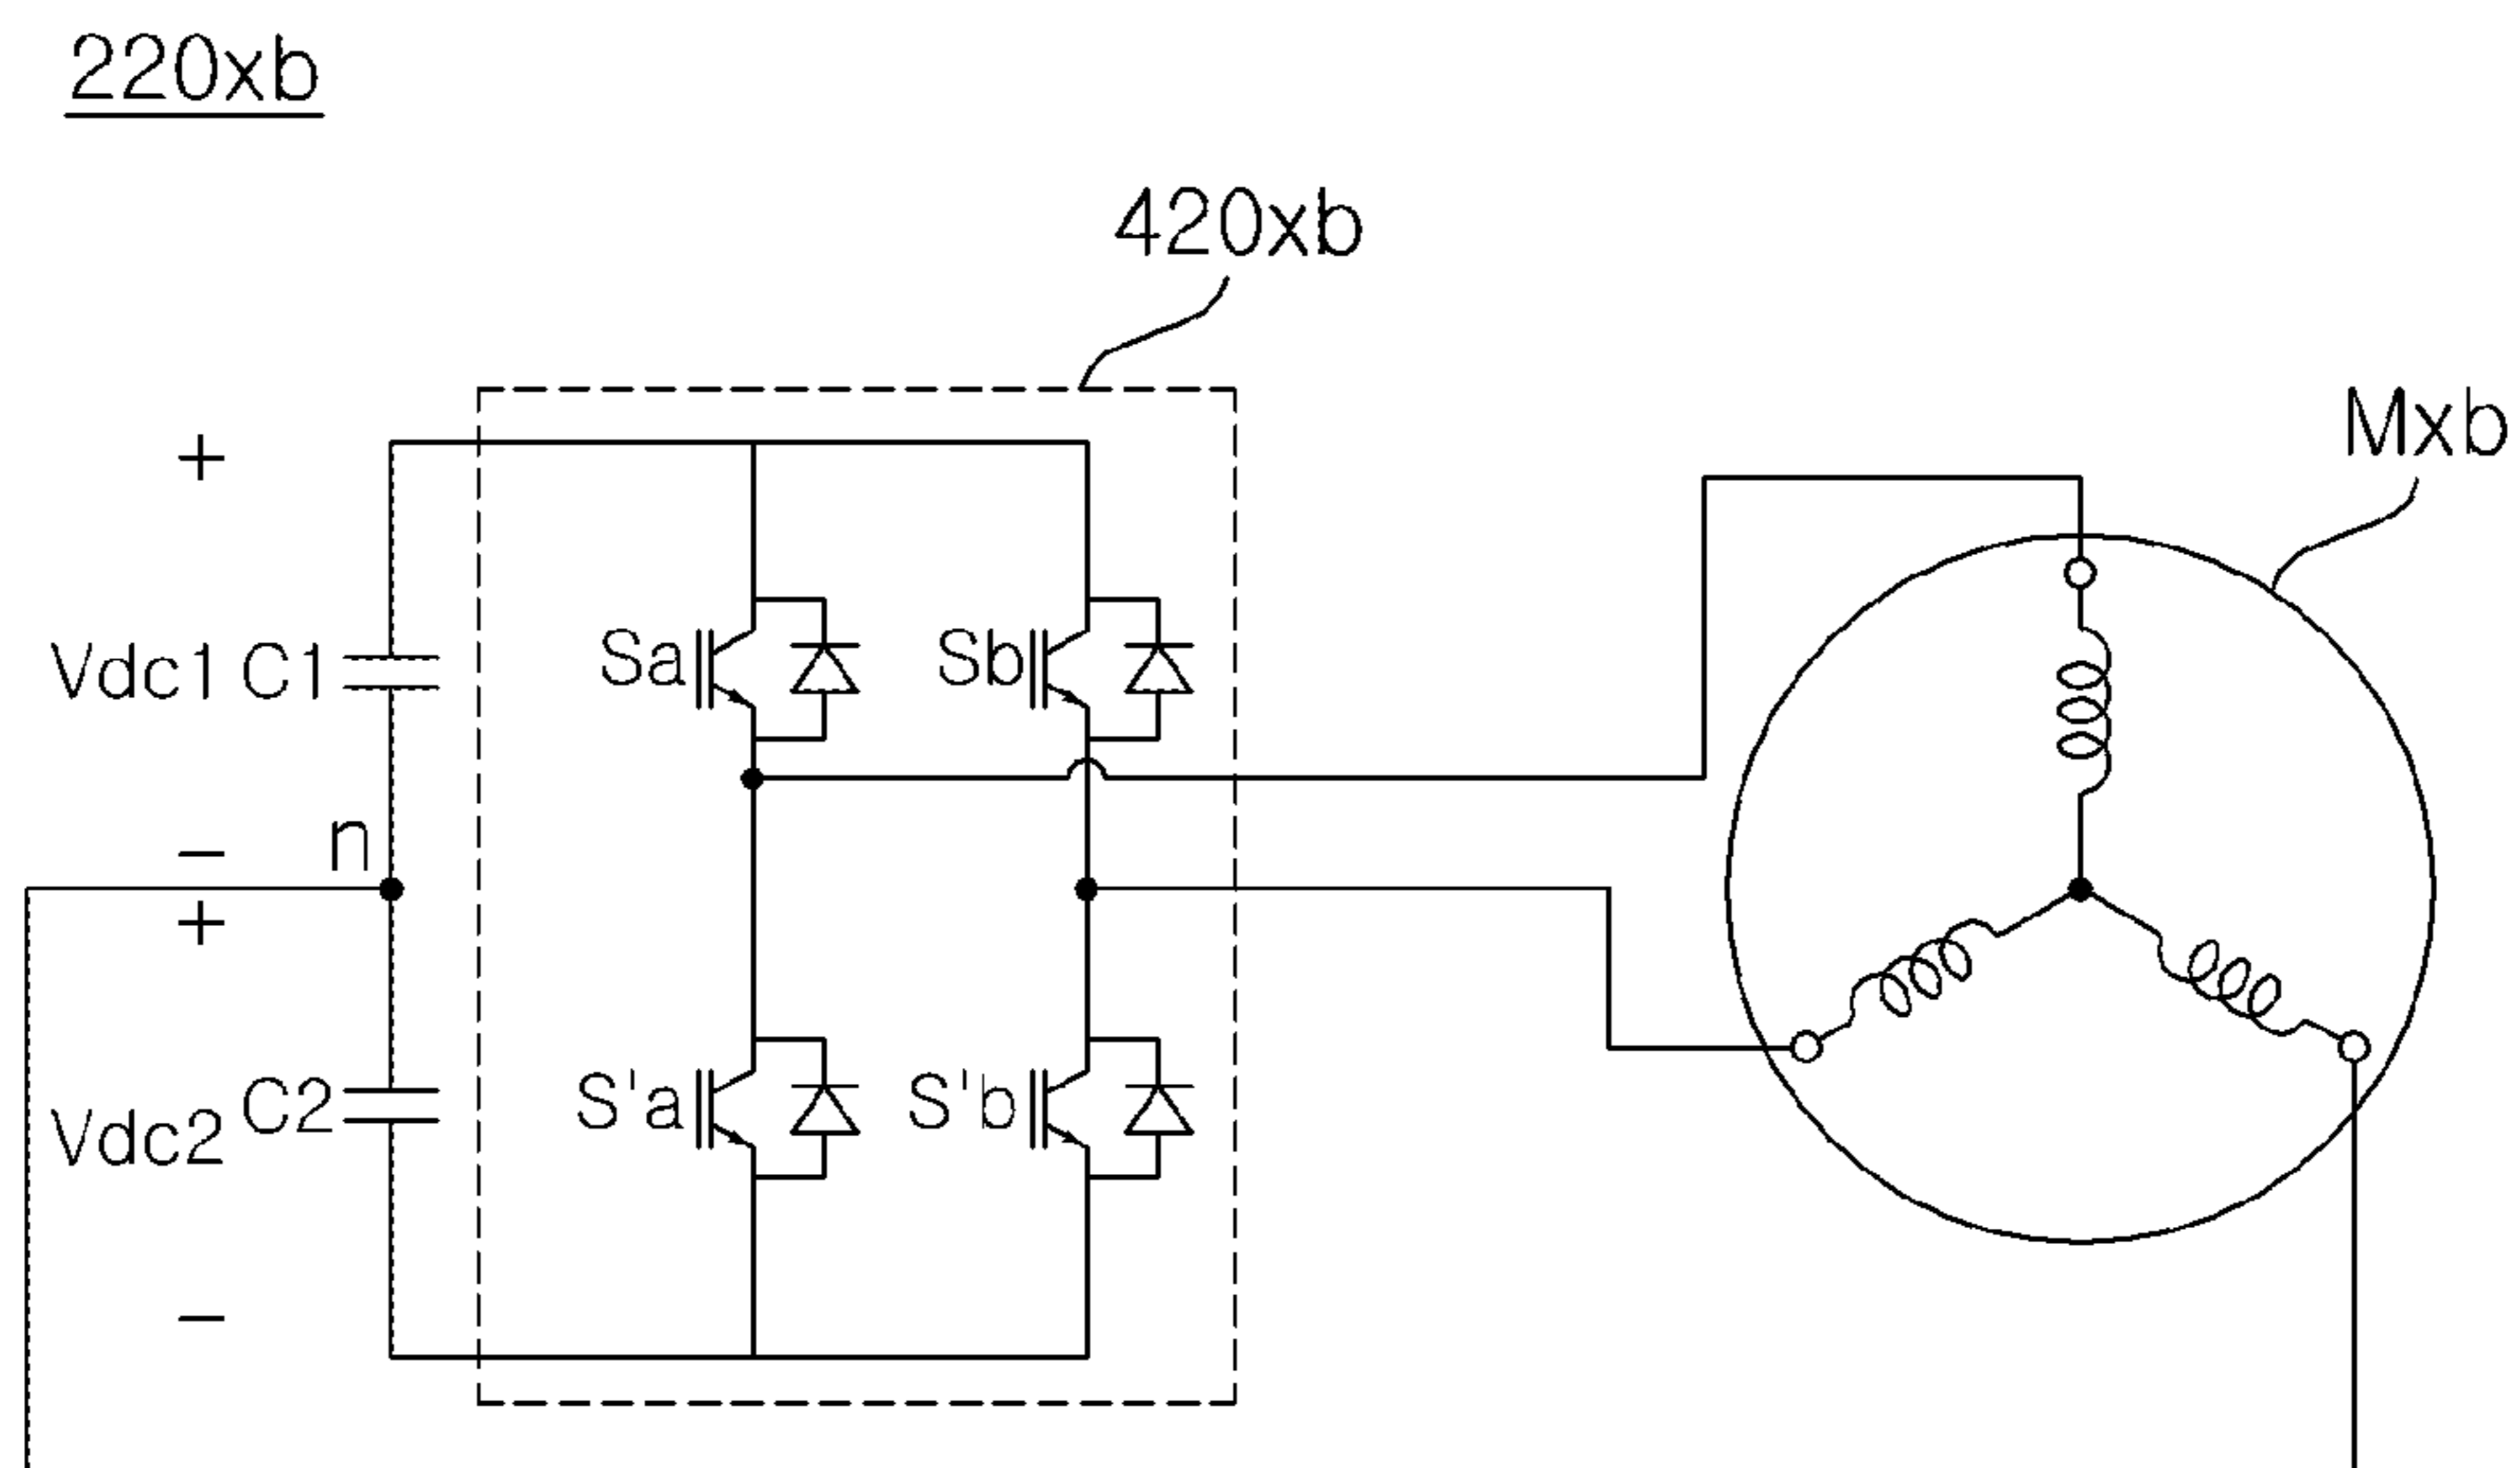 220xb
420xb
Mxb
+
Sa
Sb
Vdc1 C1
n
−
+
S'a
S'b
C2
Vdc2
−